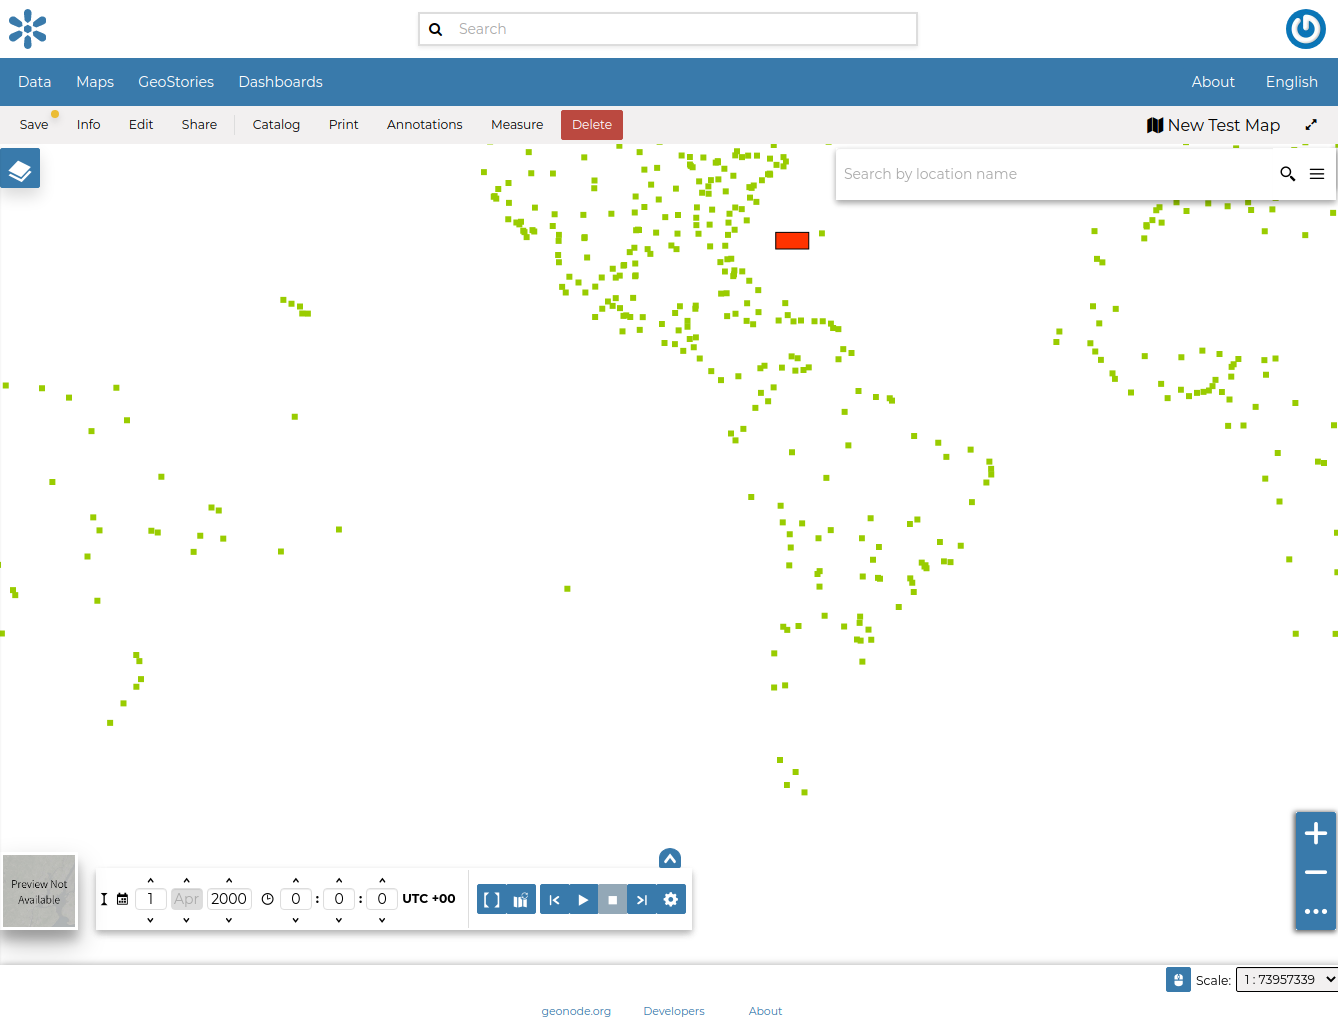 Search
Data Maps GeoStories Dashboards About English
Save Info Edit Share Catalog Print Annotations Measure Delete New Test Map
Search by location name
Preview Not
Available
1 Apr 2000 0 : 0 : 0 UTC +00
Scale: 1 : 73957339
geonode.org Developers About